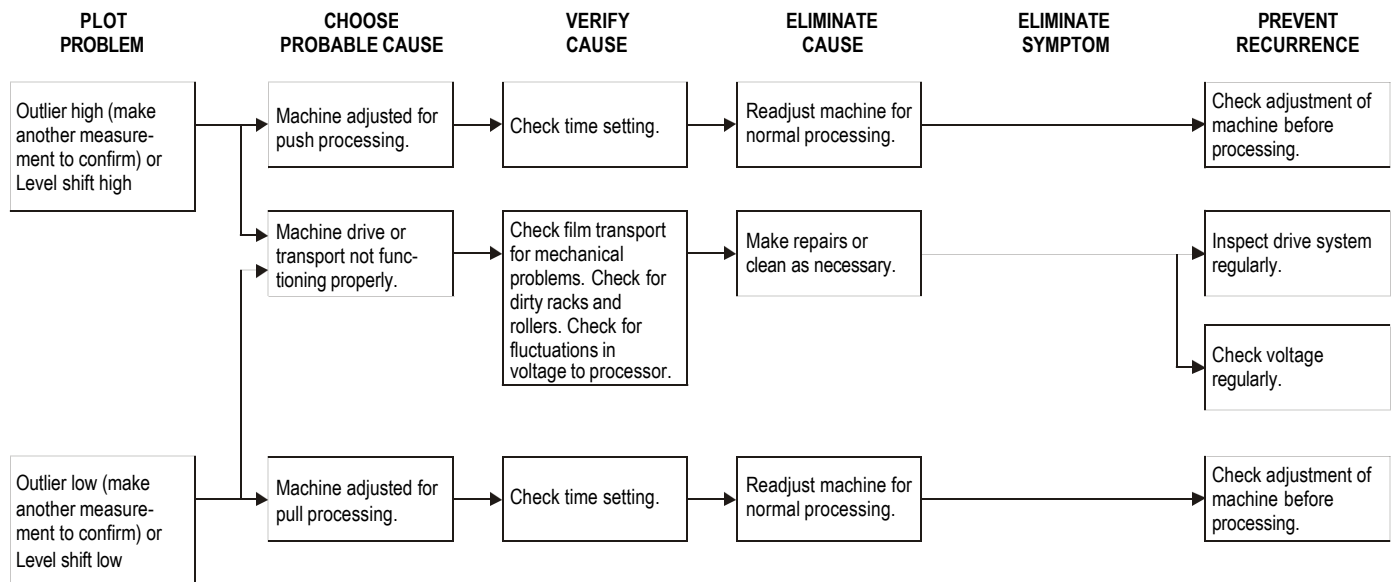 PLOT
PROBLEM
CHOOSE
PROBABLE CAUSE
VERIFY
CAUSE
ELIMINATE
CAUSE
ELIMINATE
SYMPTOM
PREVENT
RECURRENCE
Outlier high (make
another measure-
ment to confirm) or
Level shift high
Machine adjusted for
push processing.
Check time setting.
Readjust machine for
normal processing.
Check adjustment of
machine before
processing.
Machine drive or
transport not func-
tioning properly.
Check film transport
for mechanical
problems. Check for
dirty racks and
rollers. Check for
fluctuations in
voltage to processor.
Make repairs or
clean as necessary.
Inspect drive system
regularly.
Check voltage
regularly.
Outlier low (make
another measure-
ment to confirm) or
Level shift low
Machine adjusted for
pull processing.
Check time setting.
Readjust machine for
normal processing.
Check adjustment of
machine before
processing.